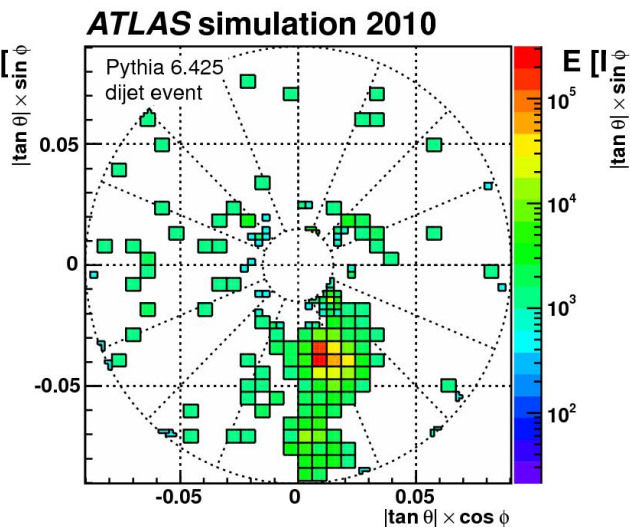 ATLAS simulation 2010
[
Pythia 6.425
dijet event
|tan θ| × sin ϕ
E [
|tan θ| × sin ϕ
0.05
0
-0.05
-0.05
0
0.05
|tan θ| × cos ϕ
10⁵
10⁴
10³
10²